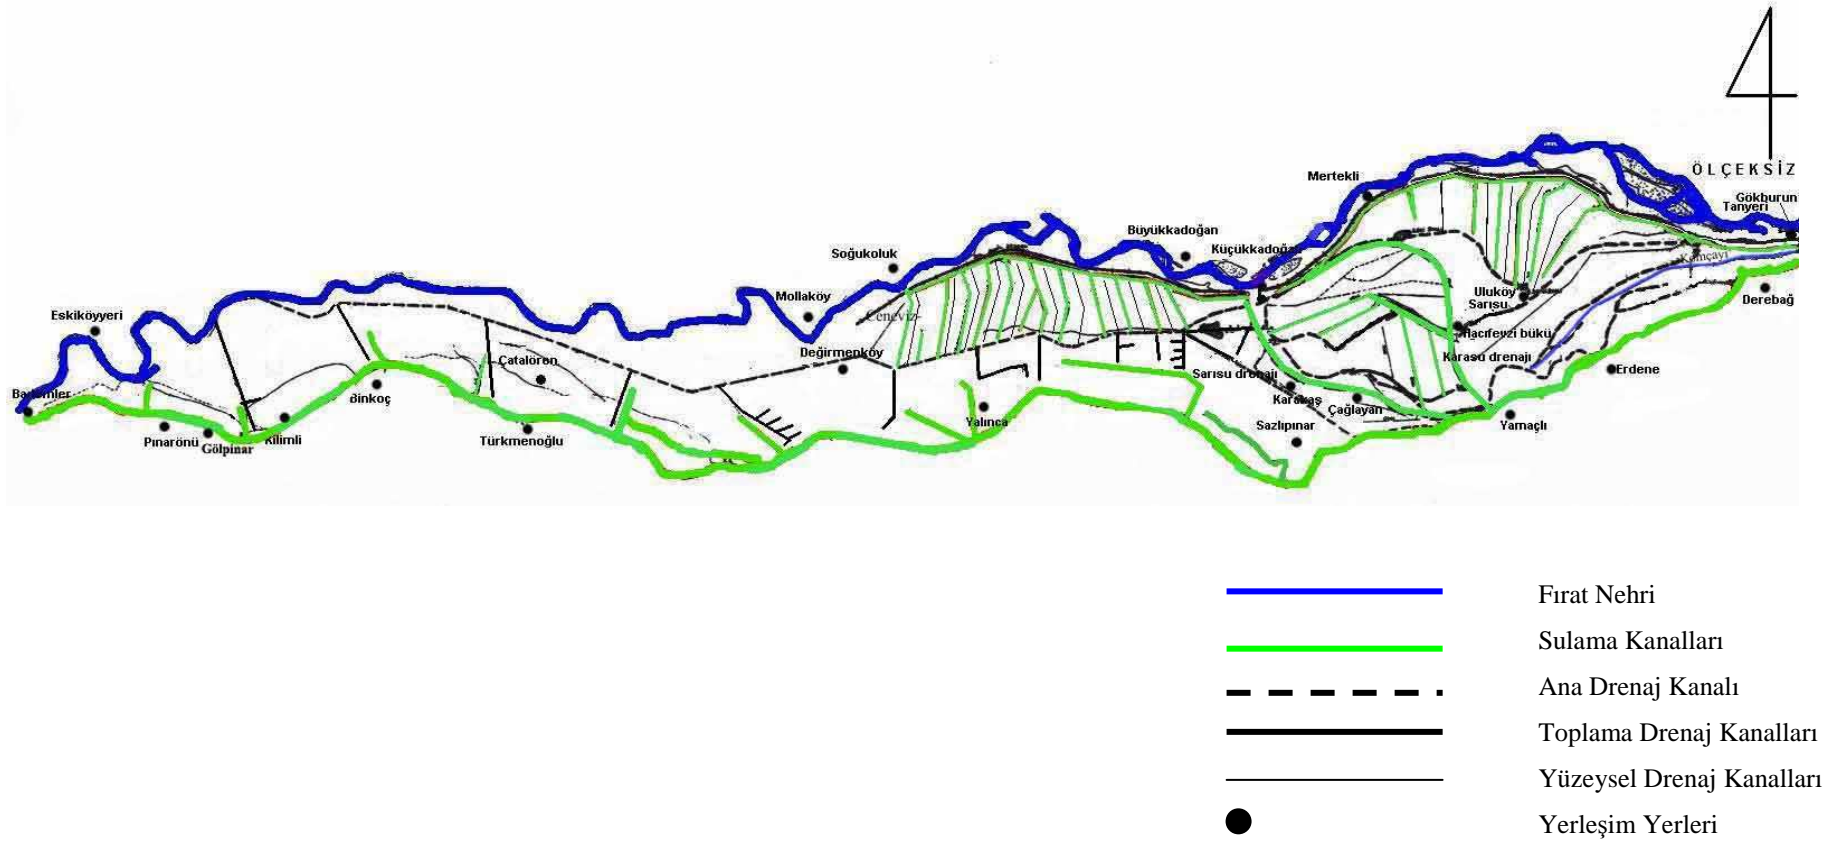 ÖLÇEKSİZ
Gökburun
Tanyeri
Mertekli
Büyükkadoğan
Küçükkadoğan
Soğukoluk
Kömçayı
Mollaköy
Uluköy
Sarısu
Derebağ
Eskiköyyeri
Ceneviz
Hacıfevzi bükü
Değirmenköy
Karasu drenajı
Çatalören
Sarısu drenajı
Erdene
Binkoç
Karakaş
Çağlayan
Yalınca
Sazlıpınar
Yamaçlı
Pınarönü
Gölpinar
Kilimli
Türkmenoğlu
Fırat Nehri
Sulama Kanalları
Ana Drenaj Kanalı
Toplama Drenaj Kanalları
Yüzeysel Drenaj Kanalları
Yerleşim Yerleri